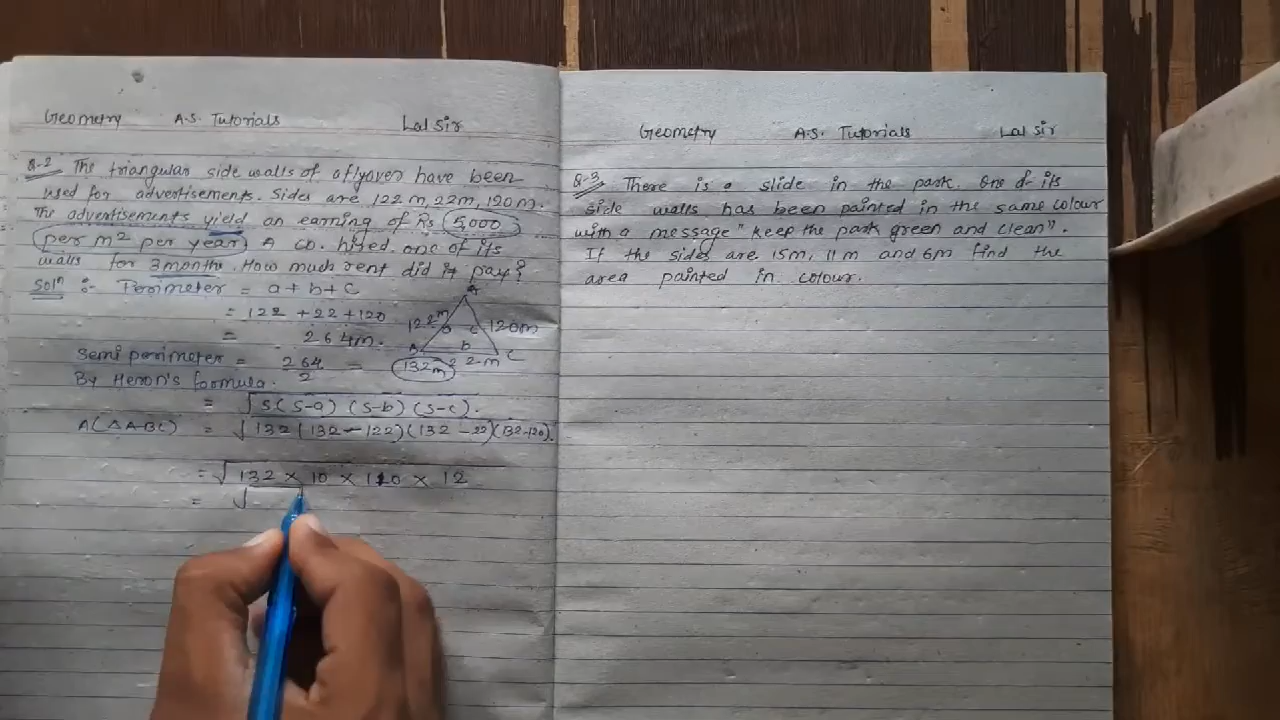 Geometry A.S. Tutorials Lal Sir
Q-2 The triangular side walls of a flyover have been
used for advertisements. Sides are 122 m, 22m, 120 m.
The advertisements yield an earning of Rs 5,000
per m² per year A co. hired one of its
walls for 3 months. How much rent did it pay?
Solⁿ :- Perimeter = a + b + c
= 122 + 22 + 120
= 264m.
Semi perimeter = 264/2 = 132m
A
122m 120m
c
b
C
By Heron's formula.
= √s(s-a) (s-b) (s-c).
A(△ABC) = √132(132-122)(132-22)(132-120).
= √132 × 10 × 110 × 12
= √
Geometry A.S. Tutorials Lal Sir
Q-3 There is a slide in the park. One of its
side walls has been painted in the same colour
with a message "keep the park green and clean".
If the sides are 15m, 11m and 6m find the
area painted in colour.